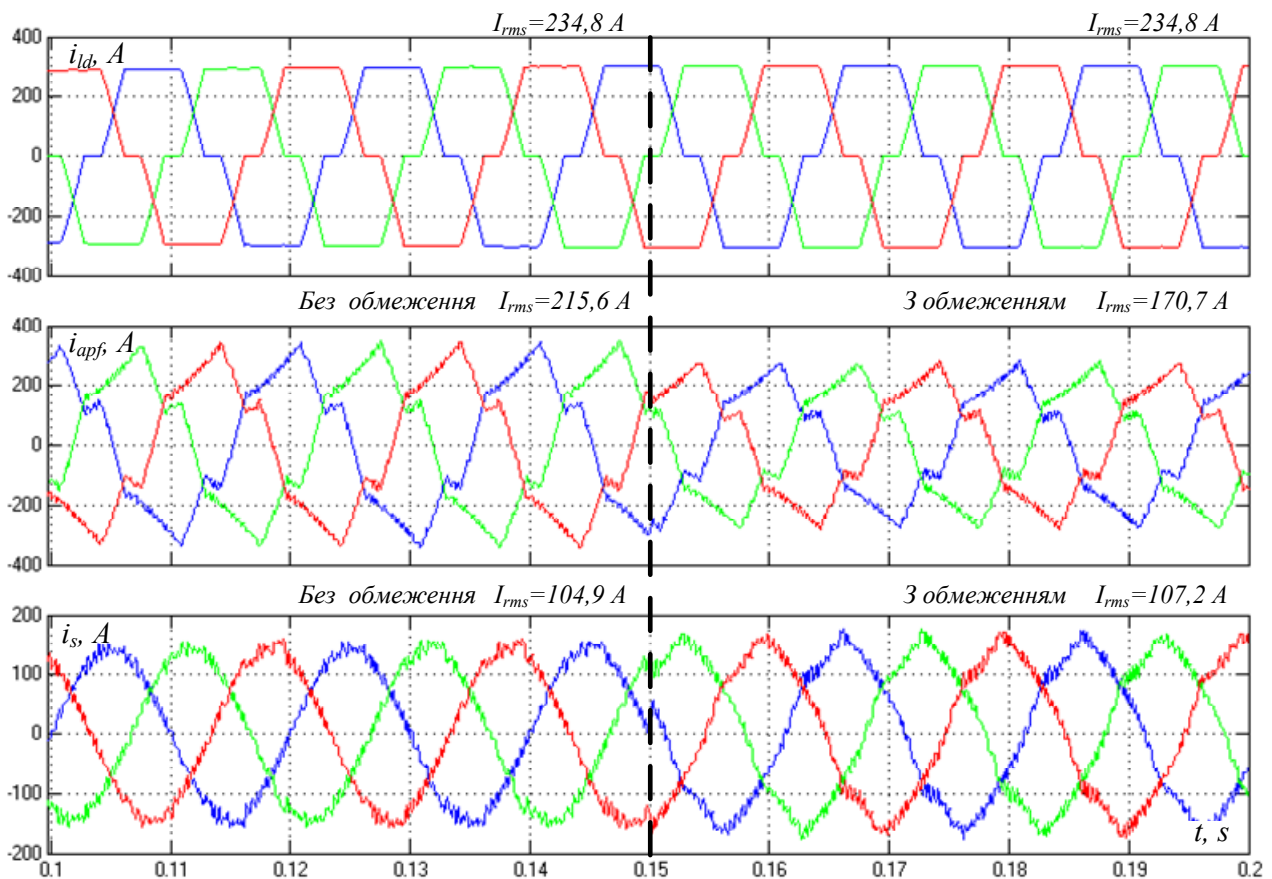 I_rms=234,8 A I_rms=234,8 A
400
i_ld, A
200
0
-200
-400
Без обмеження I_rms=215,6 A З обмеженням I_rms=170,7 A
400
i_apf, A
200
0
-200
-400
Без обмеження I_rms=104,9 A З обмеженням I_rms=107,2 A
200
i_s, A
100
0
-100
t, s
-200
0.1 0.11 0.12 0.13 0.14 0.15 0.16 0.17 0.18 0.19 0.2